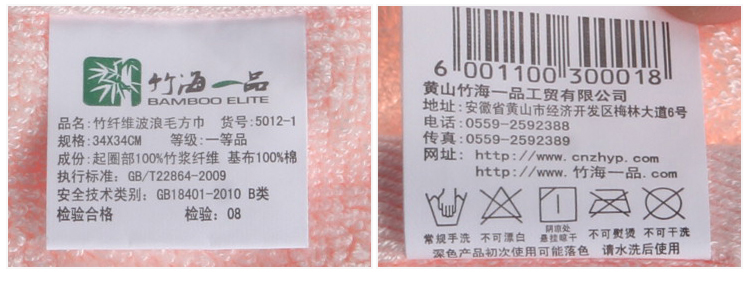 竹海一品
BAMBOO ELITE
品名:竹纤维波浪毛方巾 货号:5012-1
规格:34X34CM 等级:一等品
成份:起圈部100%竹浆纤维 基布100%棉
执行标准:GB/T22864-2009
安全技术类别:GB18401-2010 B类
检验合格 检验:08
6 001100 300018
黄山竹海一品工贸有限公司
地址:安徽省黄山市经济开发区梅林大道6号
电话:0559-2592388
传真:0559-2592389
网址: http://www.cnzhyp.com
http://www.竹海一品.com
常规手洗 不可漂白 阴凉处悬挂晾干 不可熨烫 不可干洗
深色产品初次使用可能落色 请水洗后使用